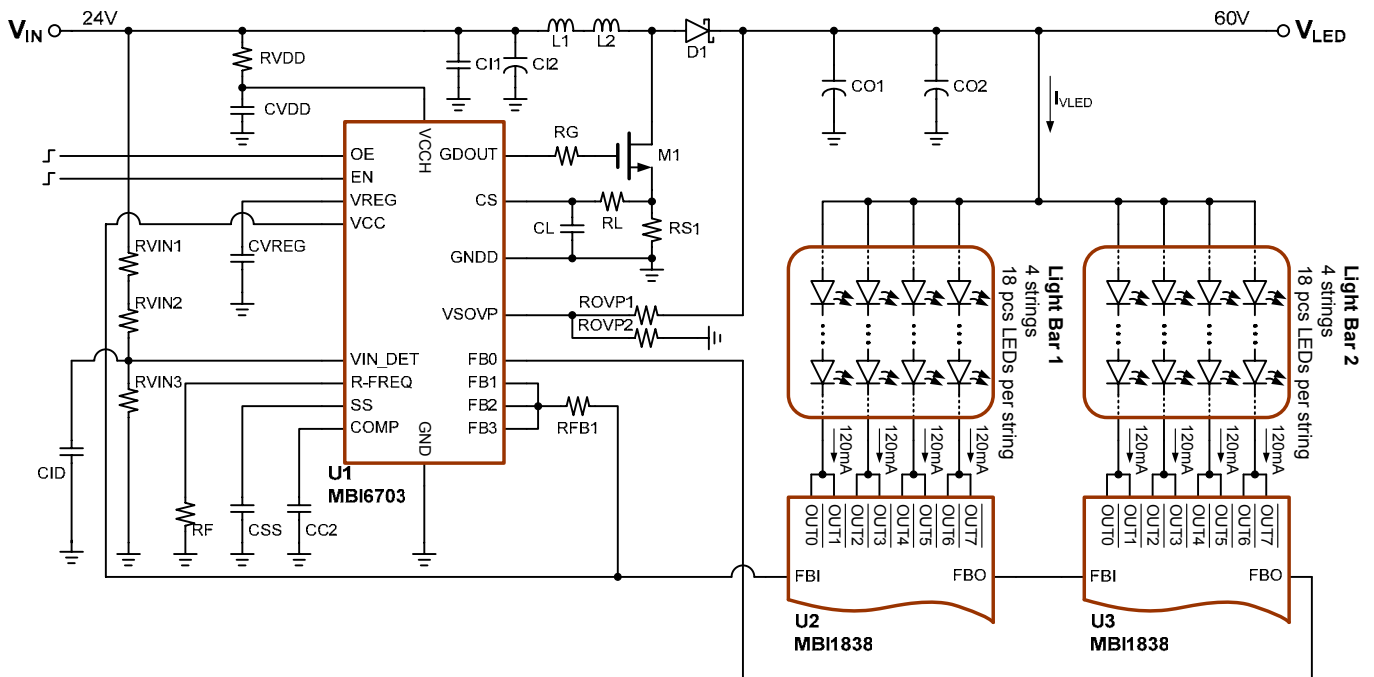 VIN 24V
L1 L2
D1
60V VLED
RVDD
CVDD
CI1 CI2
CO1
CO2
IVLED
VCCH
OE
EN
VREG
VCC
GDOUT
CS
GNDD
VSOVP
FB0
FB1
FB2
FB3
VIN_DET
R-FREQ
SS
COMP
GND
U1
MBI6703
RG
M1
RL
CL
RS1
ROVP1
ROVP2
RFB1
RVIN1
RVIN2
RVIN3
CVREG
CID
RF
CSS
CC2
Light Bar 1
4 strings
18 pcs LEDs per string
Light Bar 2
4 strings
18 pcs LEDs per string
120mA
120mA
120mA
120mA
120mA
120mA
120mA
120mA
OUT0
OUT1
OUT2
OUT3
OUT4
OUT5
OUT6
OUT7
FBI FBO
U2
MBI1838
OUT0
OUT1
OUT2
OUT3
OUT4
OUT5
OUT6
OUT7
FBI FBO
U3
MBI1838